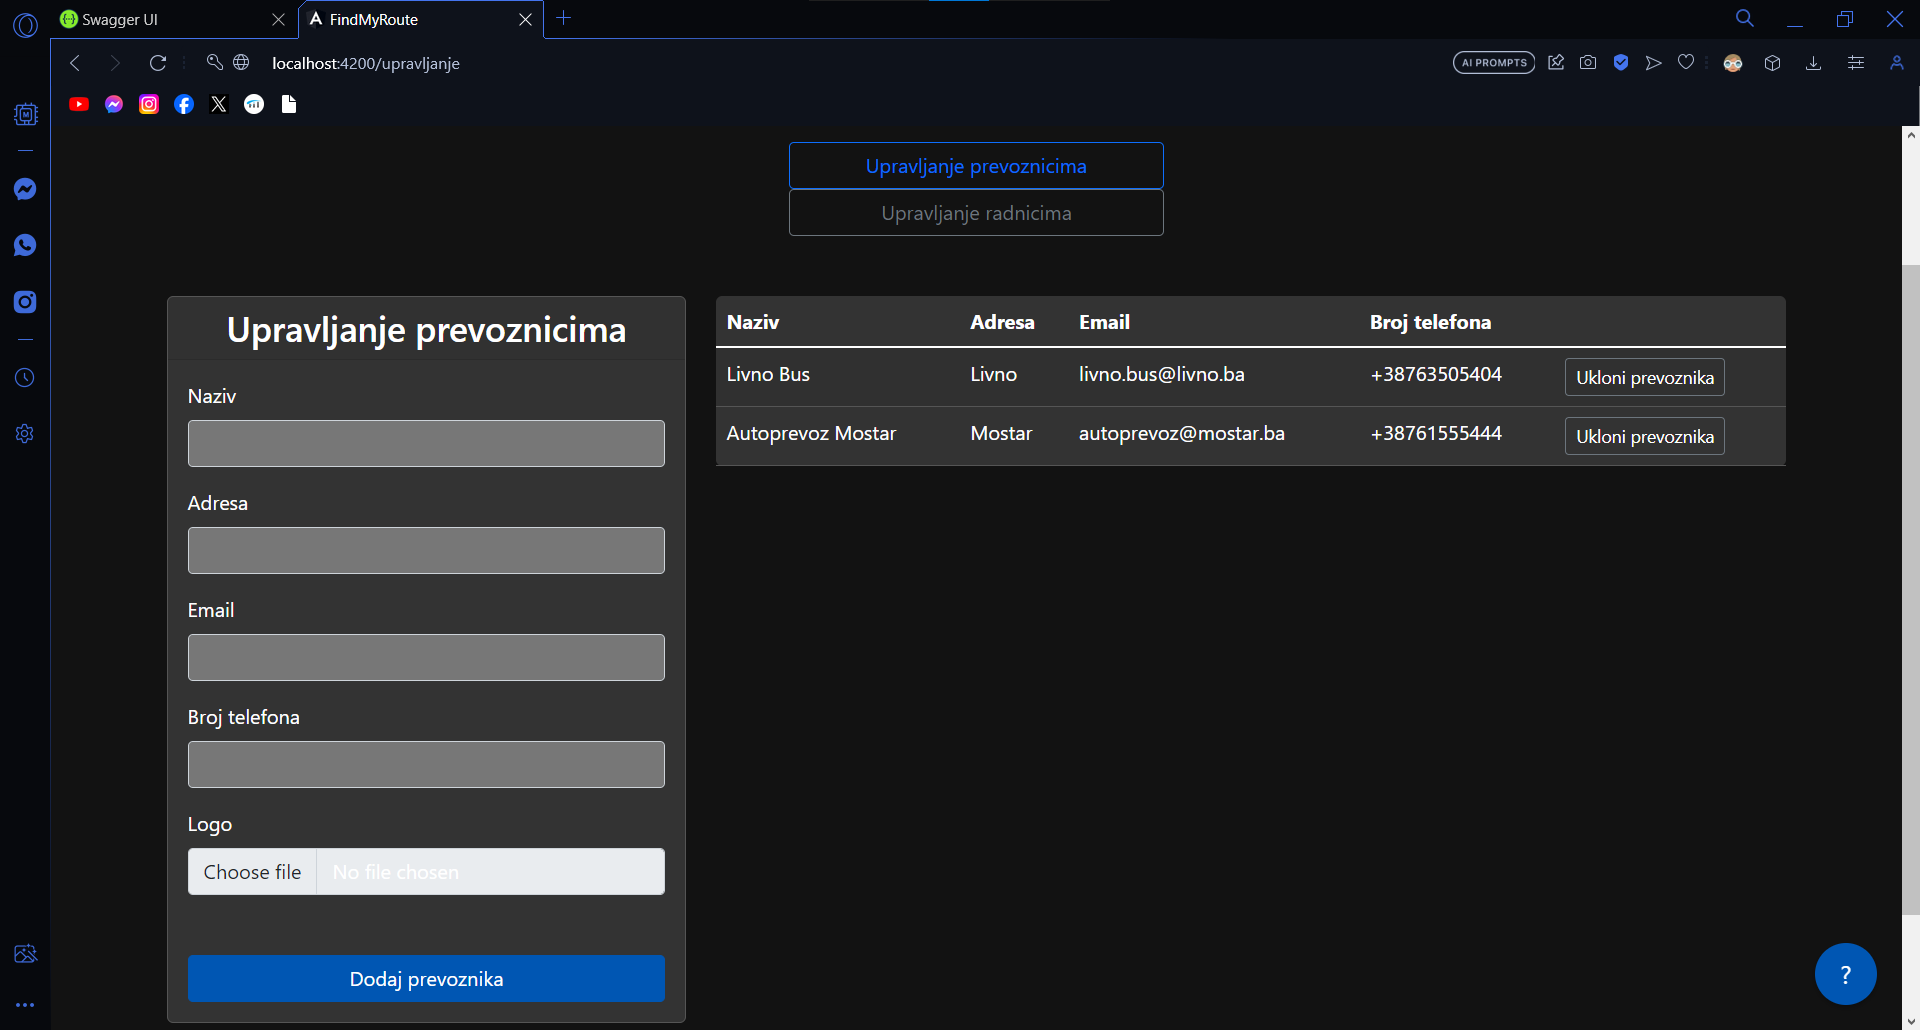 Swagger UI
FindMyRoute
localhost:4200/upravljanje
AI PROMPTS
Upravljanje prevoznicima
Upravljanje radnicima
Upravljanje prevoznicima
Naziv
Adresa
Email
Broj telefona
Logo
Choose file No file chosen
Dodaj prevoznika
Naziv Adresa Email Broj telefona
Livno Bus Livno livno.bus@livno.ba +38763505404 Ukloni prevoznika
Autoprevoz Mostar Mostar autoprevoz@mostar.ba +38761555444 Ukloni prevoznika
?